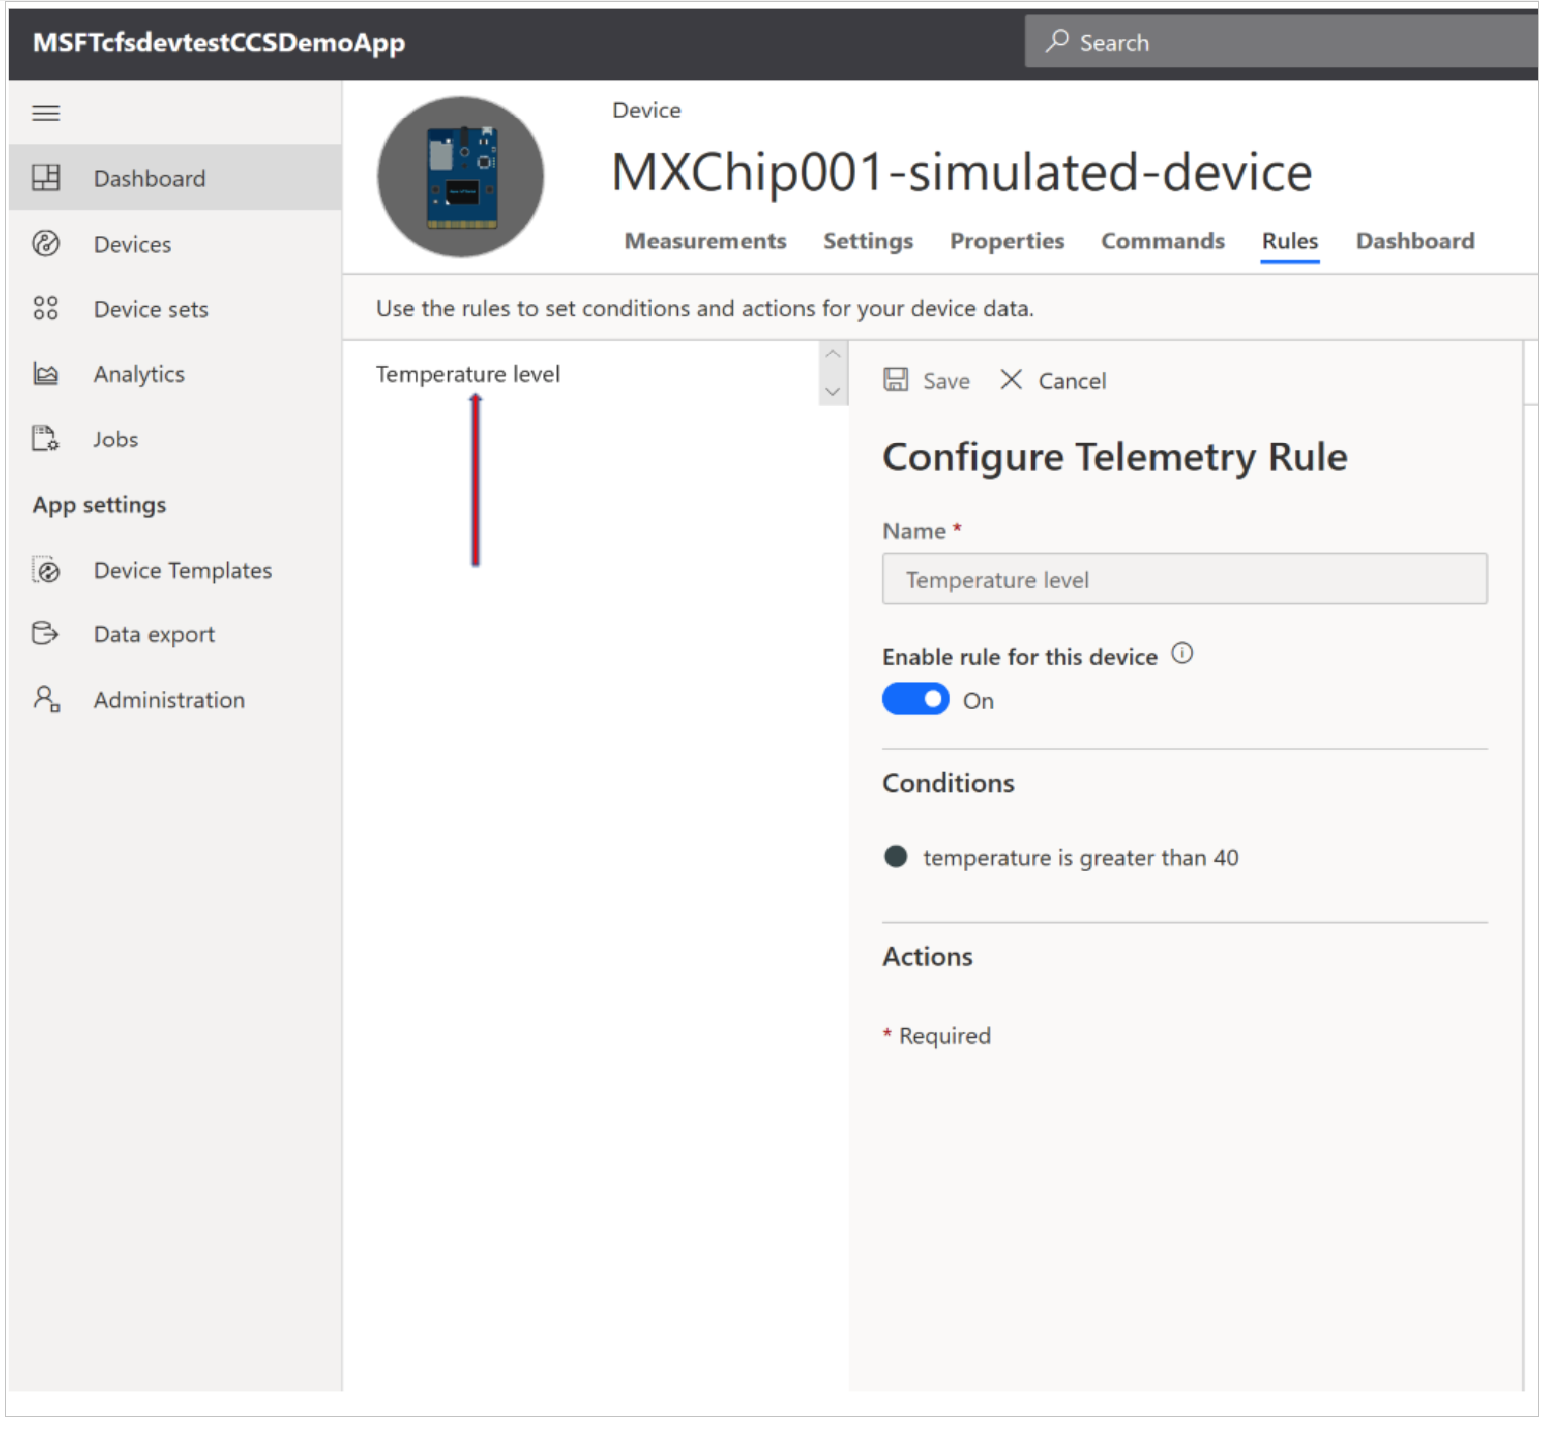 MSFTcfsdevtestCCSDemoApp
Search
Dashboard
Devices
Device sets
Analytics
Jobs
App settings
Device Templates
Data export
Administration
Device
MXChip001-simulated-device
Measurements Settings Properties Commands Rules Dashboard
Use the rules to set conditions and actions for your device data.
Temperature level
Save Cancel
Configure Telemetry Rule
Name *
Temperature level
Enable rule for this device
On
Conditions
temperature is greater than 40
Actions
* Required